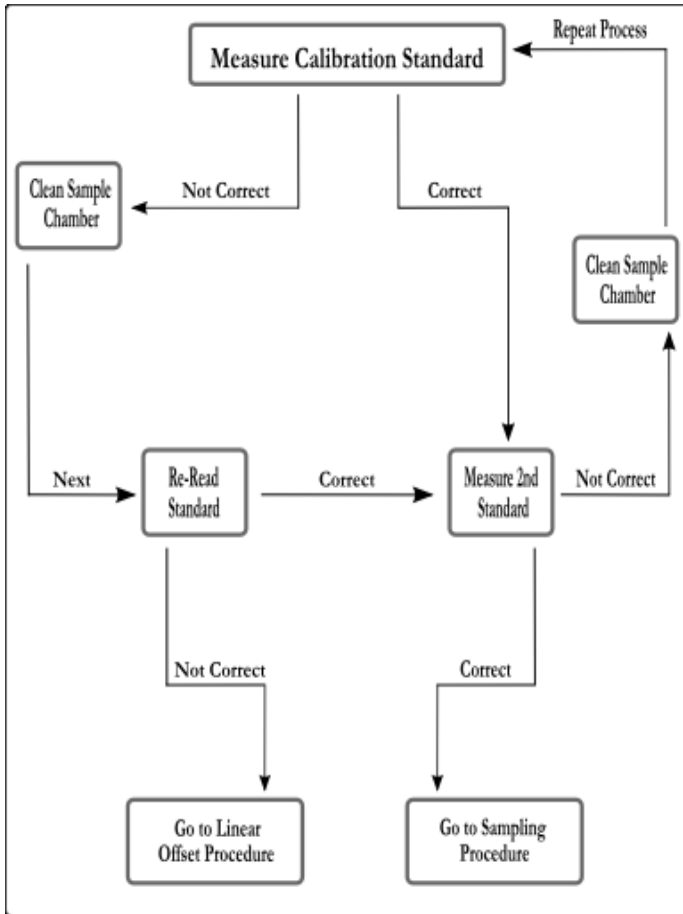 Repeat Process
Measure Calibration Standard
Clean Sample
Chamber
Not Correct
Correct
Clean Sample
Chamber
Next
Re-Read
Standard
Correct
Measure 2nd
Standard
Not Correct
Not Correct
Correct
Go to Linear
Offset Procedure
Go to Sampling
Procedure